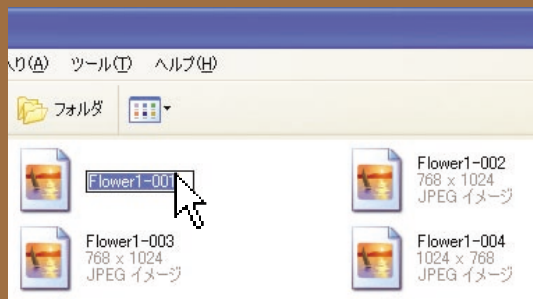 り(A) ツール(T) ヘルプ(H)
フォルダ
Flower1-001
Flower1-002
768 x 1024
JPEG イメージ
Flower1-003
768 x 1024
JPEG イメージ
Flower1-004
1024 x 768
JPEG イメージ